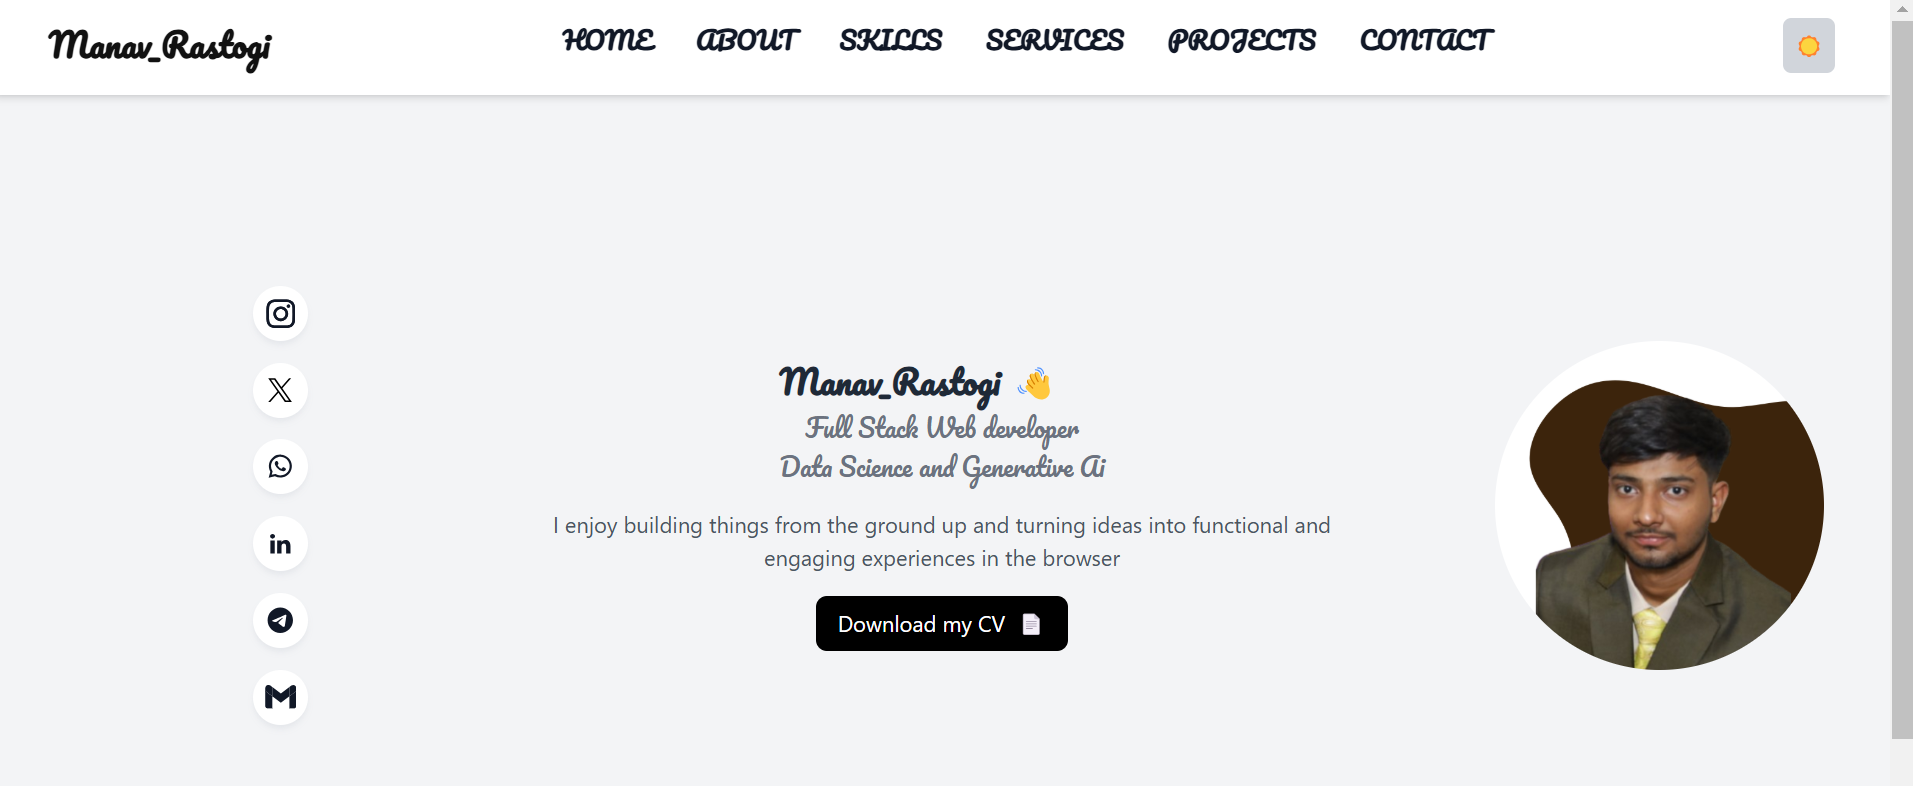 Manav_Rastogi
HOME ABOUT SKILLS SERVICES PROJECTS CONTACT
Manav_Rastogi 👋
Full Stack Web developer
Data Science and Generative Ai
I enjoy building things from the ground up and turning ideas into functional and
engaging experiences in the browser
Download my CV 📄